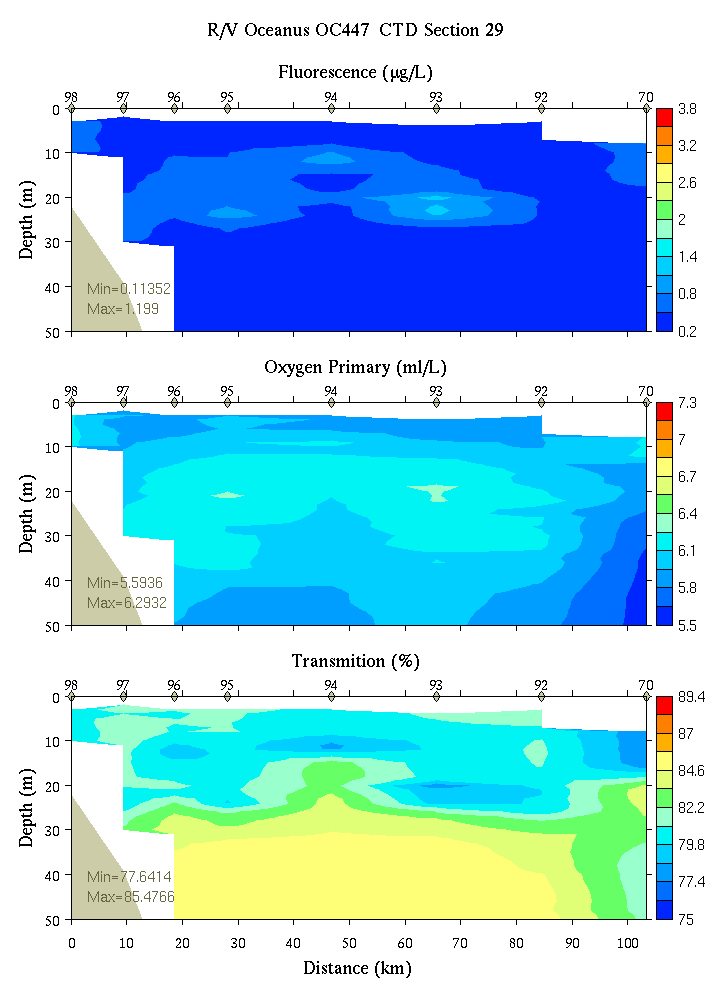 R/V Oceanus OC447 CTD Section 29
Fluorescence (µg/L)
98 97 96 95 94 93 92 70
0
10
20
30
40
50
Depth (m)
Min=0.11352
Max=1.199
3.8
3.2
2.6
2
1.4
0.8
0.2
Oxygen Primary (ml/L)
98 97 96 95 94 93 92 70
0
10
20
30
40
50
Depth (m)
Min=5.5936
Max=6.2932
7.3
7
6.7
6.4
6.1
5.8
5.5
Transmition (%)
98 97 96 95 94 93 92 70
0
10
20
30
40
50
Depth (m)
Min=77.6414
Max=85.4766
89.4
87
84.6
82.2
79.8
77.4
75
0 10 20 30 40 50 60 70 80 90 100
Distance (km)